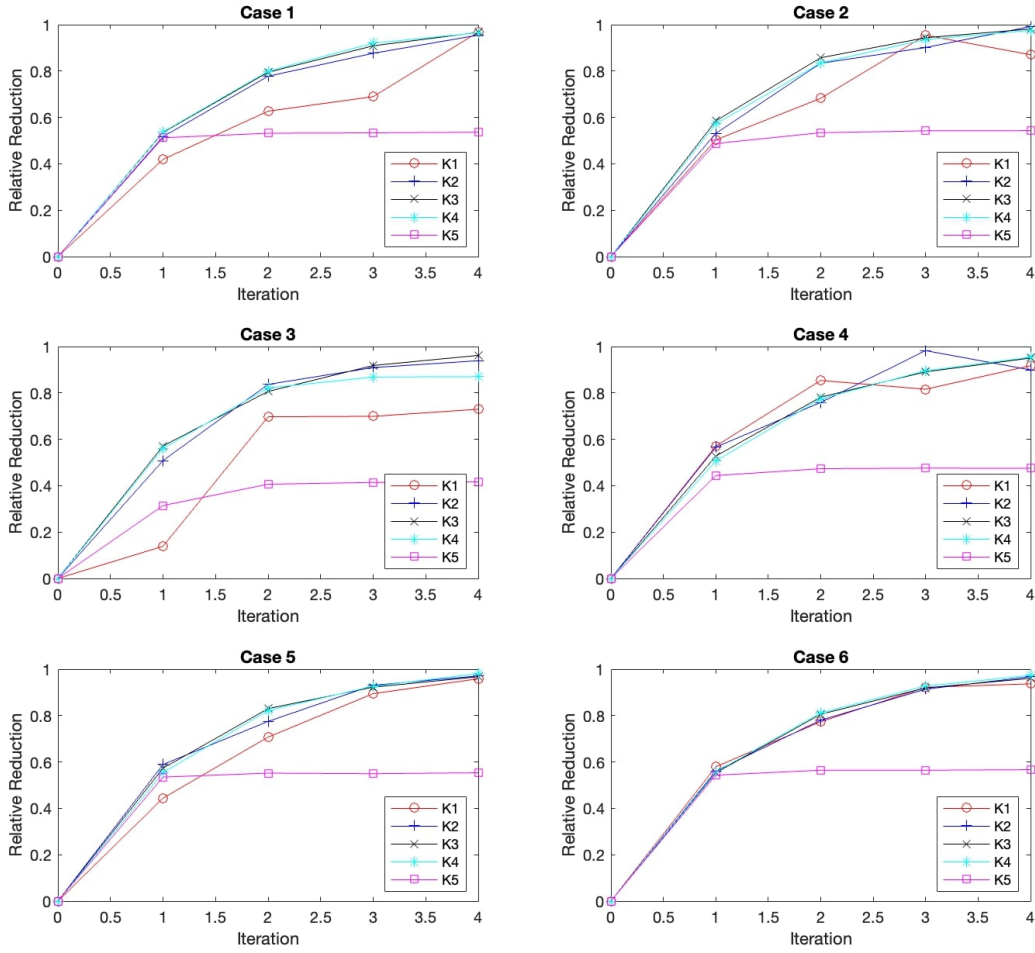 Case 1
1
0.8
0.6
0.4
0.2
0
Relative Reduction
K1
K2
K3
K4
K5
0 0.5 1 1.5 2 2.5 3 3.5 4
Iteration
Case 2
1
0.8
0.6
0.4
0.2
0
Relative Reduction
K1
K2
K3
K4
K5
0 0.5 1 1.5 2 2.5 3 3.5 4
Iteration
Case 3
1
0.8
0.6
0.4
0.2
0
Relative Reduction
K1
K2
K3
K4
K5
0 0.5 1 1.5 2 2.5 3 3.5 4
Iteration
Case 4
1
0.8
0.6
0.4
0.2
0
Relative Reduction
K1
K2
K3
K4
K5
0 0.5 1 1.5 2 2.5 3 3.5 4
Iteration
Case 5
1
0.8
0.6
0.4
0.2
0
Relative Reduction
K1
K2
K3
K4
K5
0 0.5 1 1.5 2 2.5 3 3.5 4
Iteration
Case 6
1
0.8
0.6
0.4
0.2
0
Relative Reduction
K1
K2
K3
K4
K5
0 0.5 1 1.5 2 2.5 3 3.5 4
Iteration